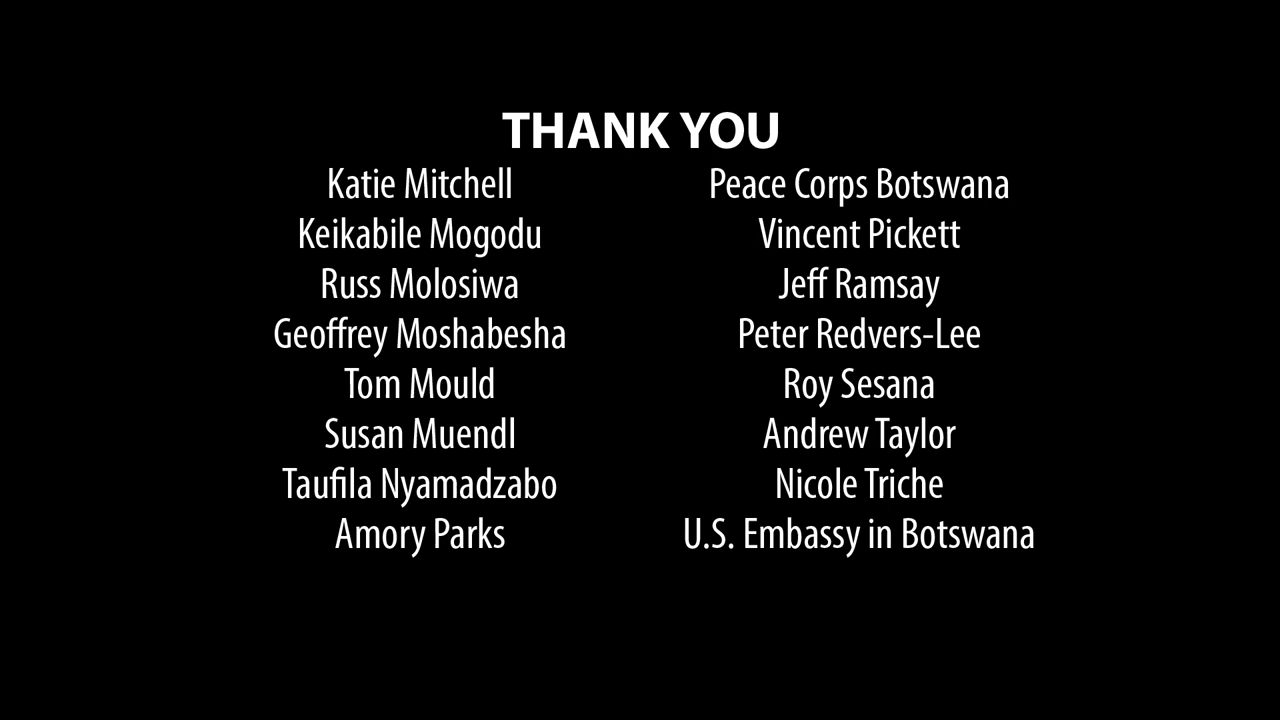 THANK YOU
Katie Mitchell
Keikabile Mogodu
Russ Molosiwa
Geoffrey Moshabesha
Tom Mould
Susan Muendl
Taufila Nyamadzabo
Amory Parks
Peace Corps Botswana
Vincent Pickett
Jeff Ramsay
Peter Redvers-Lee
Roy Sesana
Andrew Taylor
Nicole Triche
U.S. Embassy in Botswana